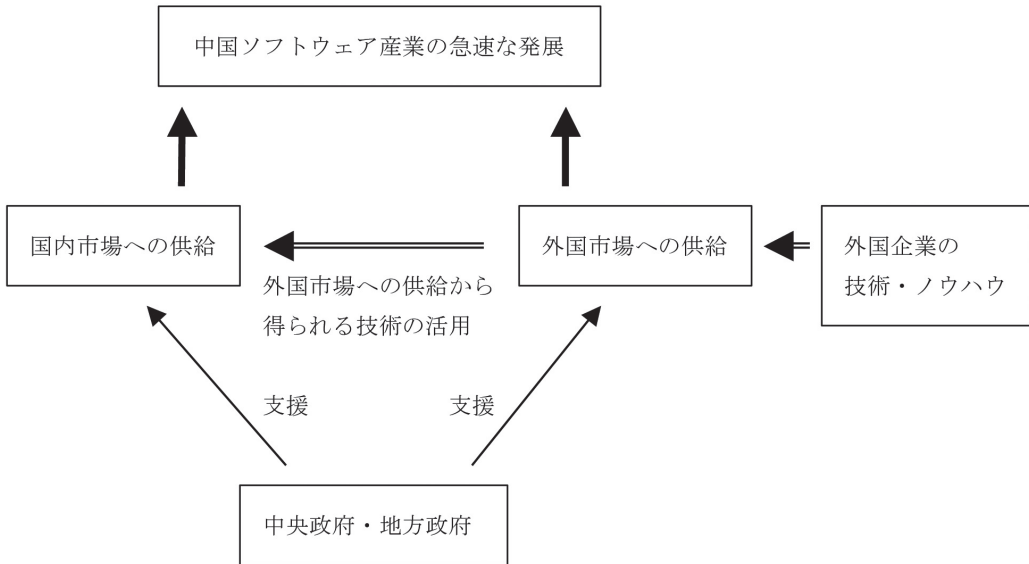 中国ソフトウェア産業の急速な発展
国内市場への供給
外国市場への供給
外国企業の
技術・ノウハウ
外国市場への供給から
得られる技術の活用
支援
支援
中央政府・地方政府